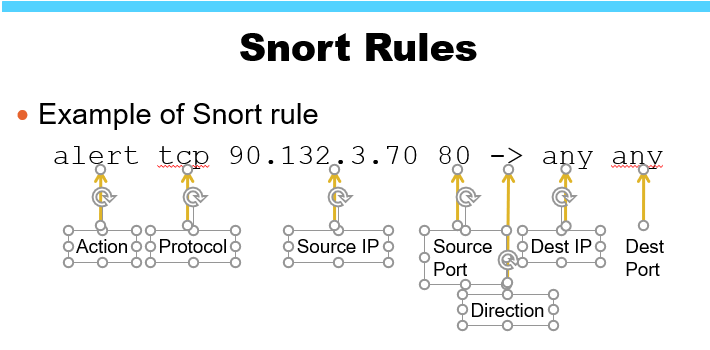 Snort Rules
Example of Snort rule
alert tcp 90.132.3.70 80 -> any any
Action Protocol Source IP Source Port Dest IP Dest Port
Direction